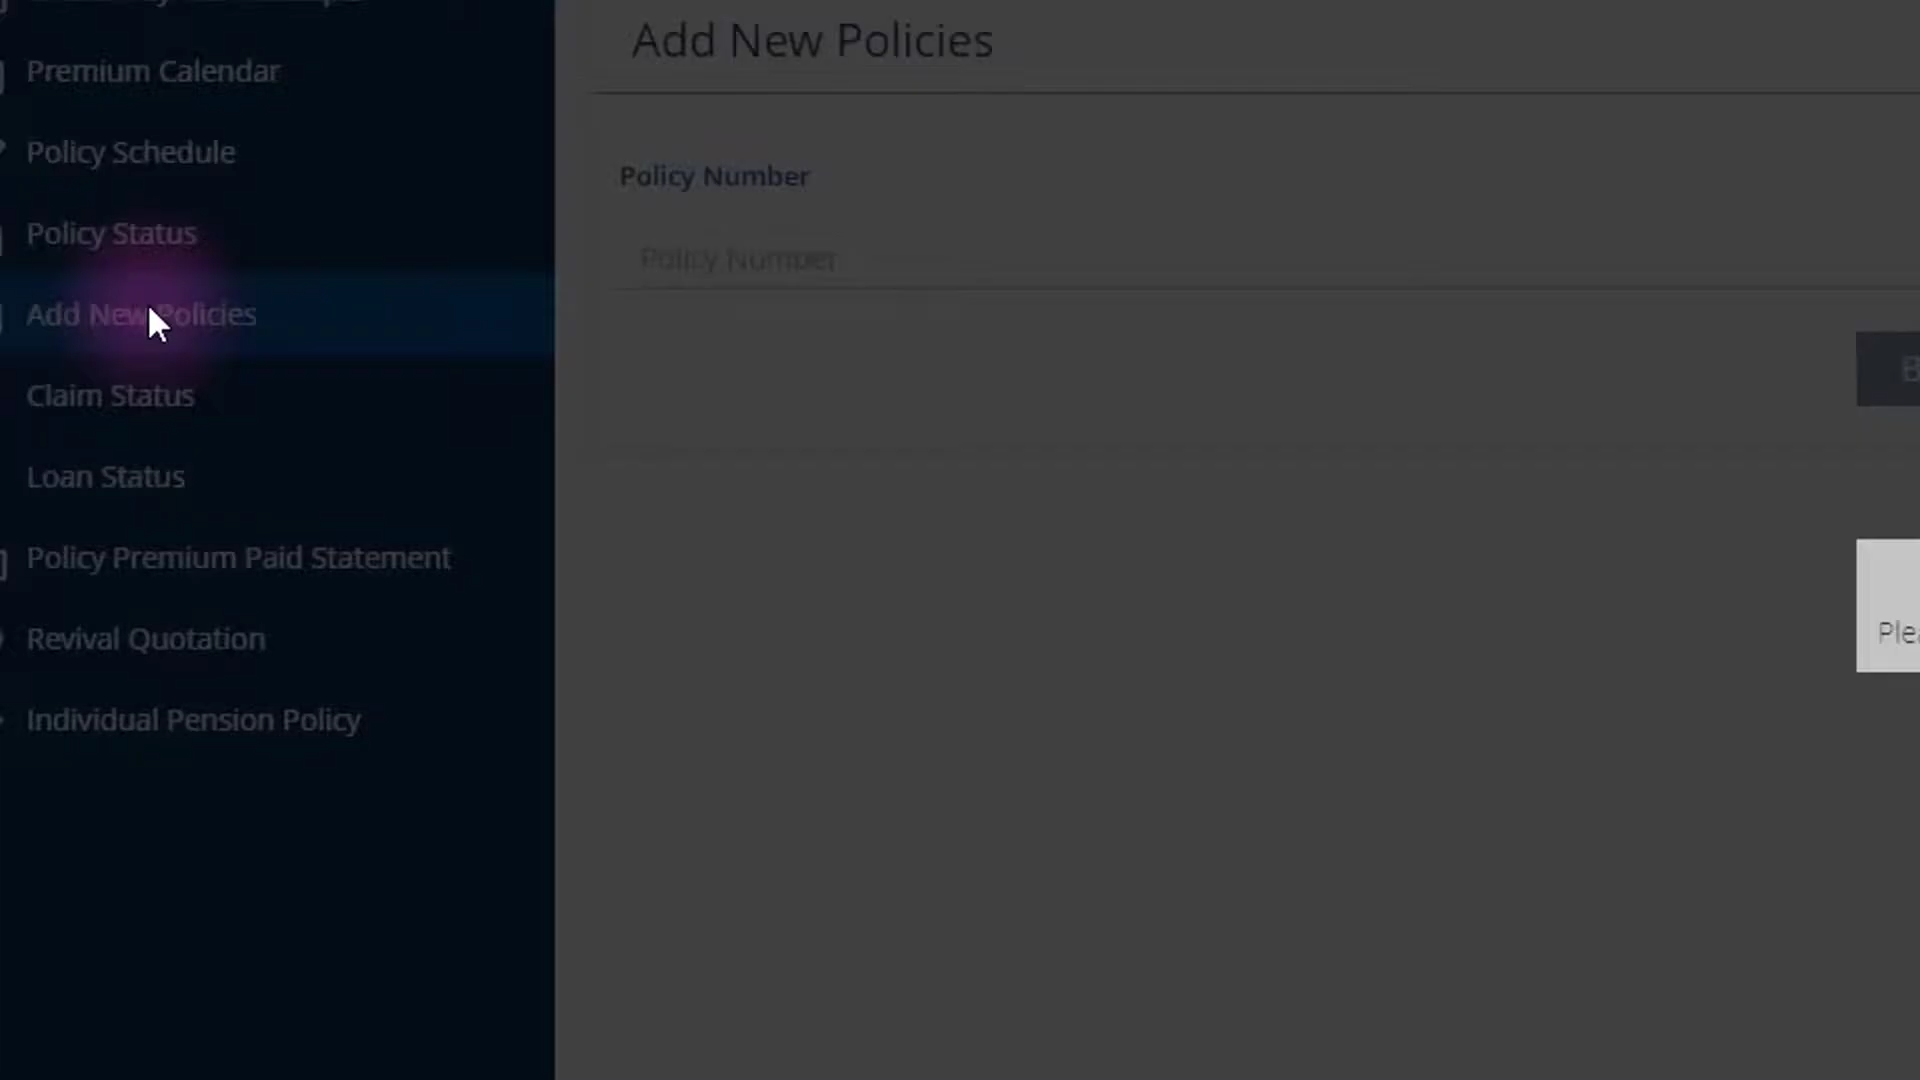 Premium Calendar
Policy Schedule
Policy Status
Add New Policies
Claim Status
Loan Status
Policy Premium Paid Statement
Revival Quotation
Individual Pension Policy
Add New Policies
Policy Number
Policy Number